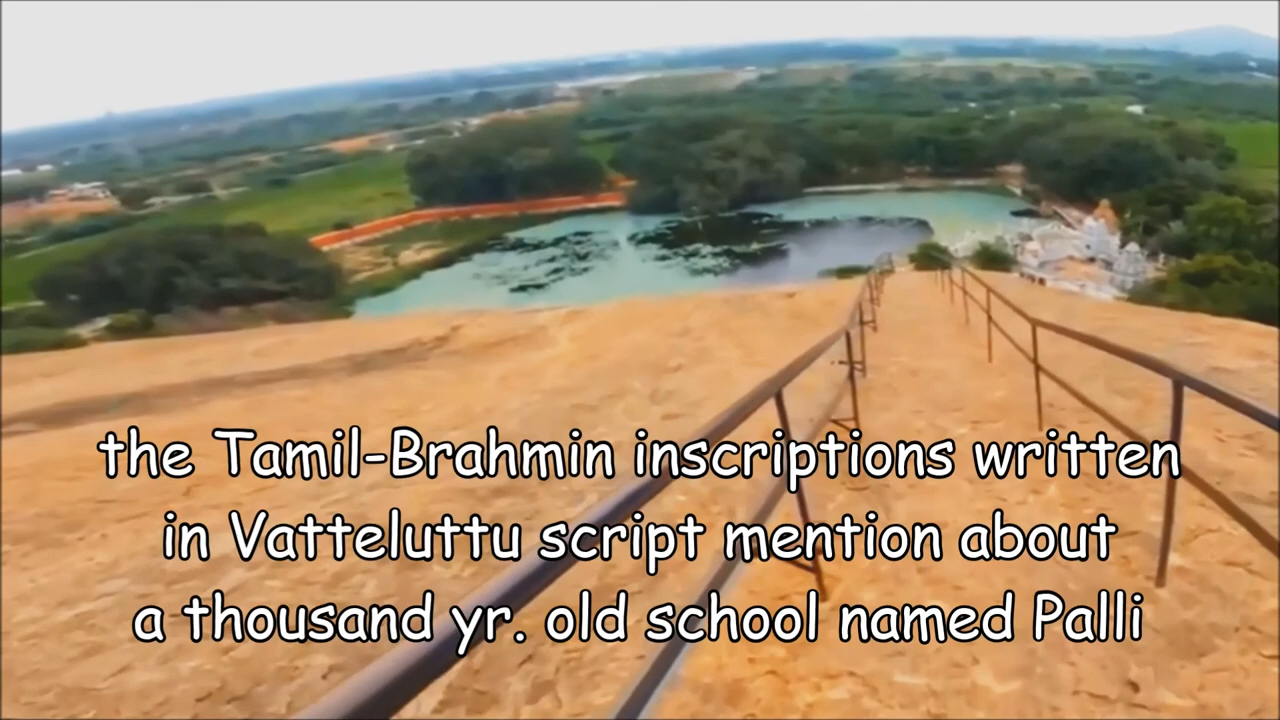 the Tamil-Brahmin inscriptions written
in Vatteluttu script mention about
a thousand yr. old school named Palli